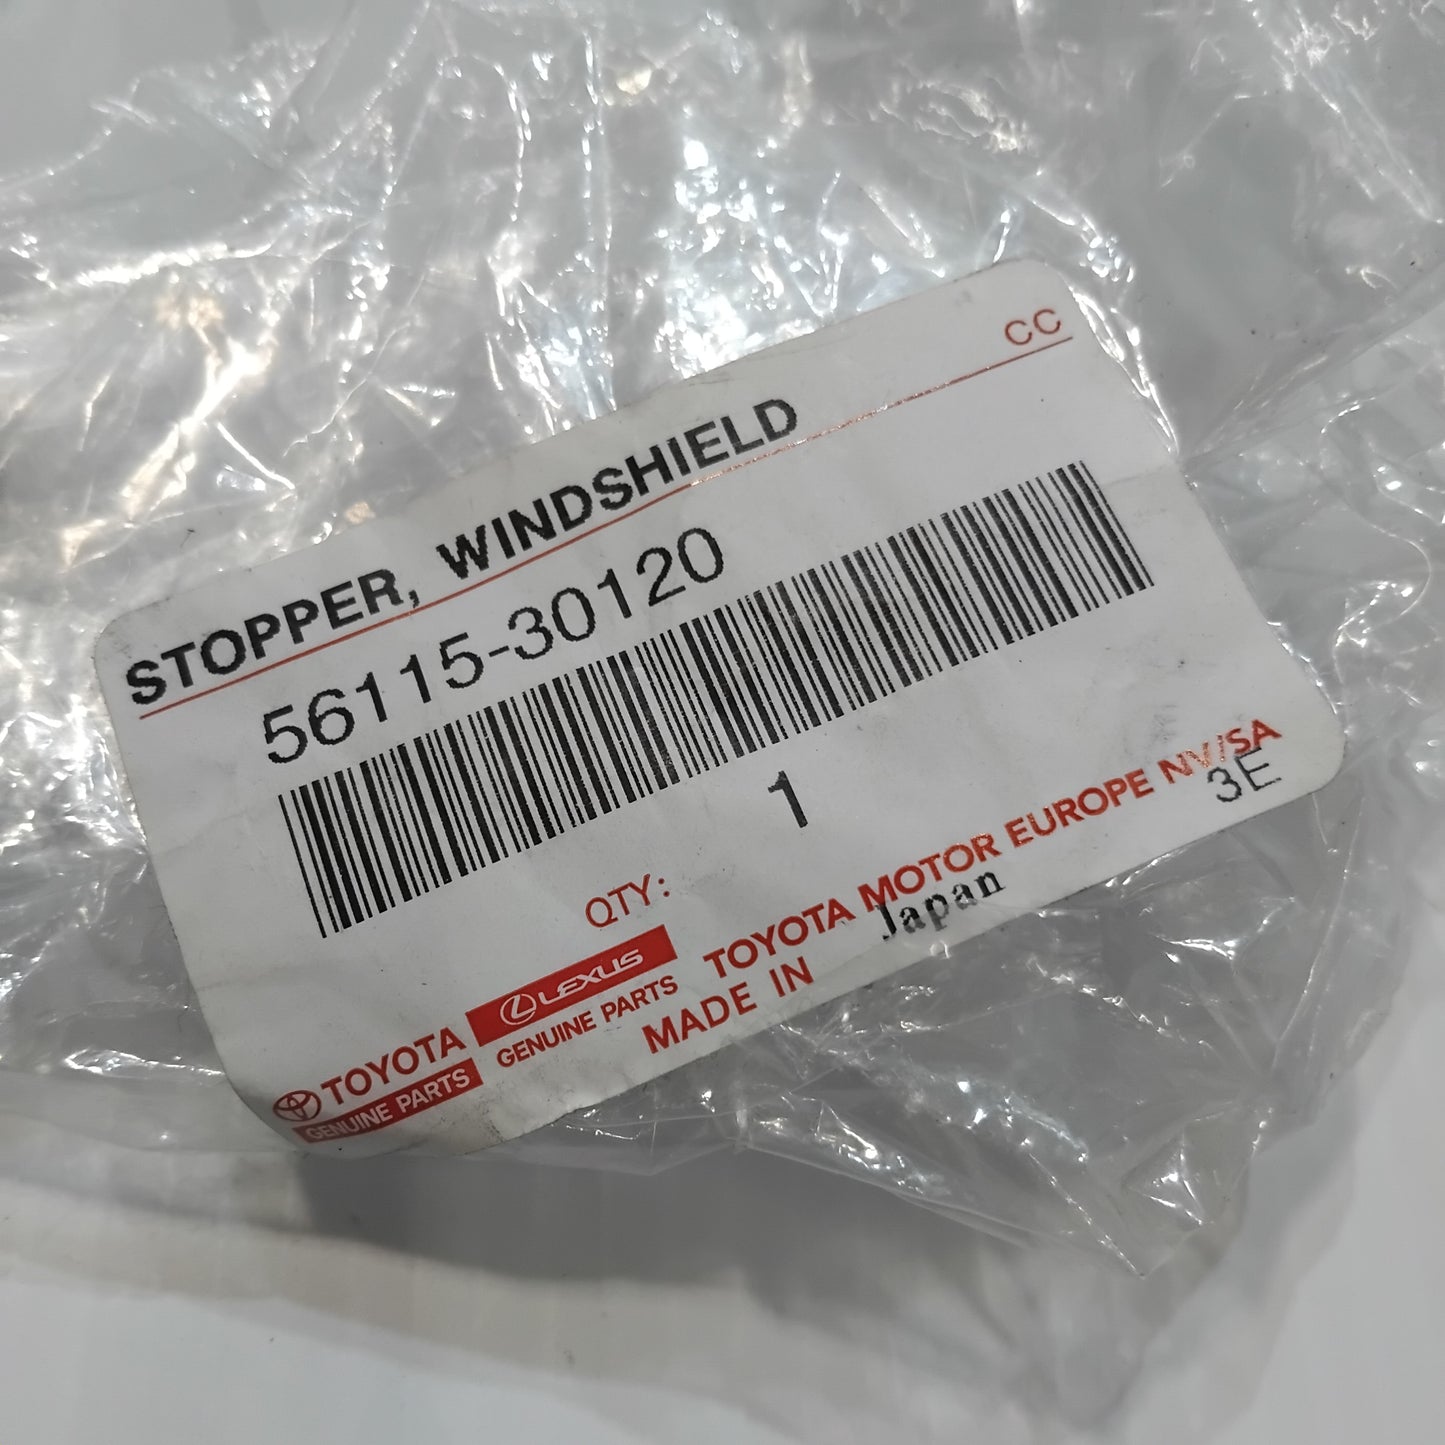 CC
STOPPER, WINDSHIELD
56115-30120
1
QTY:
3E
TOYOTA LEXUS TOYOTA MOTOR EUROPE NV/SA
GENUINE PARTS GENUINE PARTS MADE IN Japan